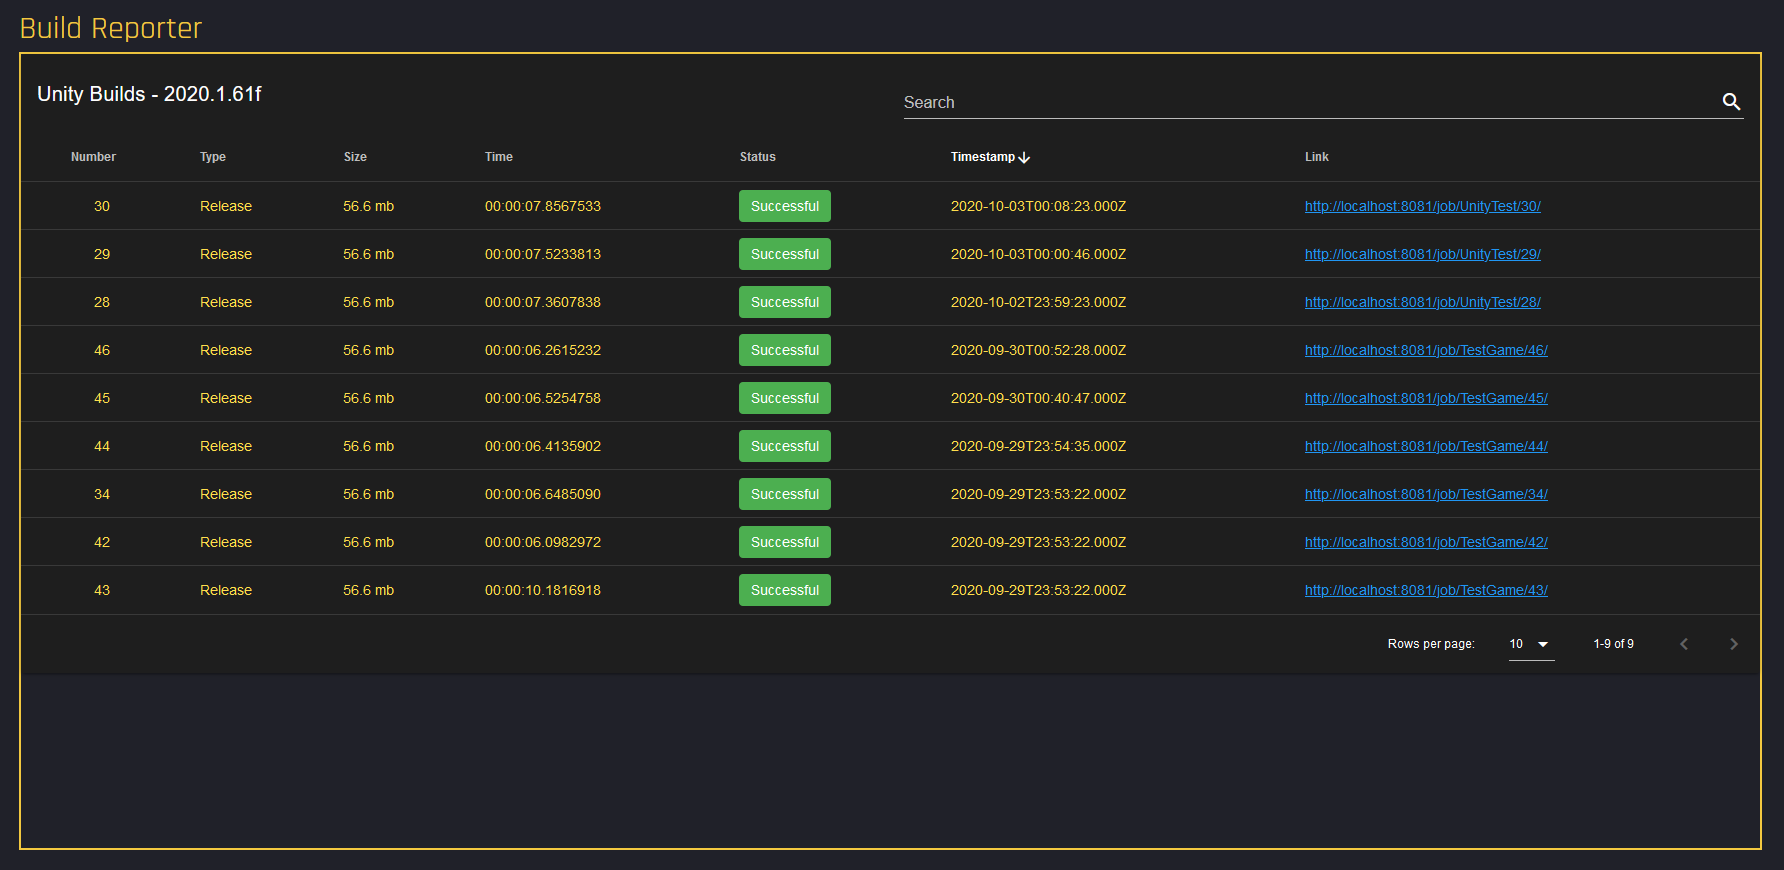 Build Reporter
Unity Builds - 2020.1.61f
Search
Number Type Size Time Status Timestamp Link
30 Release 56.6 mb 00:00:07.8567533 Successful 2020-10-03T00:08:23.000Z http://localhost:8081/job/UnityTest/30/
29 Release 56.6 mb 00:00:07.5233813 Successful 2020-10-03T00:00:46.000Z http://localhost:8081/job/UnityTest/29/
28 Release 56.6 mb 00:00:07.3607838 Successful 2020-10-02T23:59:23.000Z http://localhost:8081/job/UnityTest/28/
46 Release 56.6 mb 00:00:06.2615232 Successful 2020-09-30T00:52:28.000Z http://localhost:8081/job/TestGame/46/
45 Release 56.6 mb 00:00:06.5254758 Successful 2020-09-30T00:40:47.000Z http://localhost:8081/job/TestGame/45/
44 Release 56.6 mb 00:00:06.4135902 Successful 2020-09-29T23:54:35.000Z http://localhost:8081/job/TestGame/44/
34 Release 56.6 mb 00:00:06.6485090 Successful 2020-09-29T23:53:22.000Z http://localhost:8081/job/TestGame/34/
42 Release 56.6 mb 00:00:06.0982972 Successful 2020-09-29T23:53:22.000Z http://localhost:8081/job/TestGame/42/
43 Release 56.6 mb 00:00:10.1816918 Successful 2020-09-29T23:53:22.000Z http://localhost:8081/job/TestGame/43/
Rows per page: 10 1-9 of 9